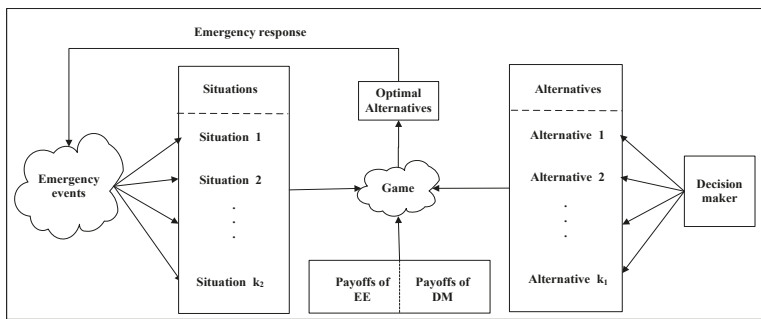 Emergency response
Situations
Situation 1
Situation 2
.
.
.
Situation k₂
Emergency
events
Optimal
Alternatives
Game
Payoffs of
EE
Payoffs of
DM
Alternatives
Alternative 1
Alternative 2
.
.
.
Alternative k₁
Decision
maker